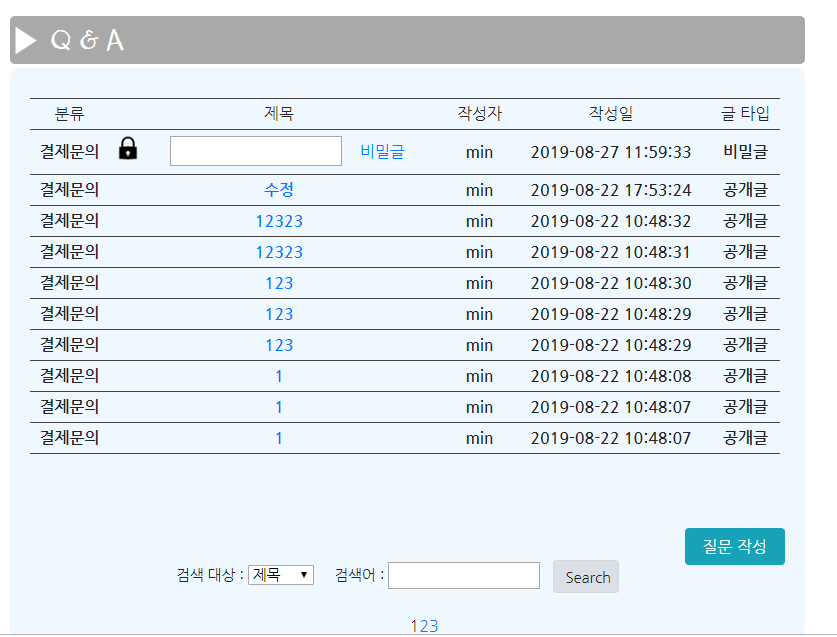 Q & A
분류 제목 작성자 작성일 글 타입
결제문의 비밀글 min 2019-08-27 11:59:33 비밀글
결제문의 수정 min 2019-08-22 17:53:24 공개글
결제문의 12323 min 2019-08-22 10:48:32 공개글
결제문의 12323 min 2019-08-22 10:48:31 공개글
결제문의 123 min 2019-08-22 10:48:30 공개글
결제문의 123 min 2019-08-22 10:48:29 공개글
결제문의 123 min 2019-08-22 10:48:29 공개글
결제문의 1 min 2019-08-22 10:48:08 공개글
결제문의 1 min 2019-08-22 10:48:07 공개글
결제문의 1 min 2019-08-22 10:48:07 공개글
질문 작성
검색 대상 : 제목 검색어 : Search
123